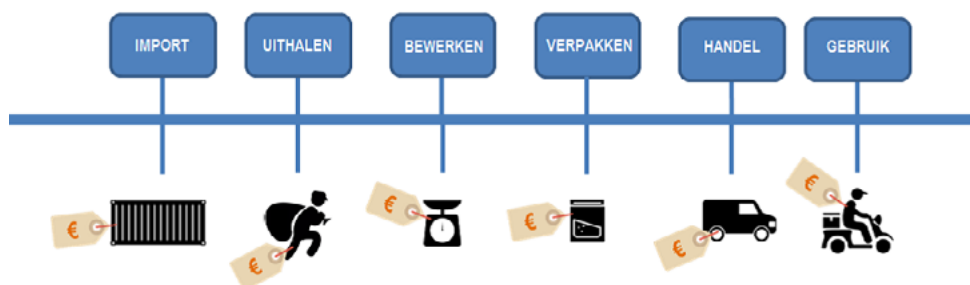 IMPORT
UITHALEN
BEWERKEN
VERPAKKEN
HANDEL
GEBRUIK
€
€
€
€
€
€